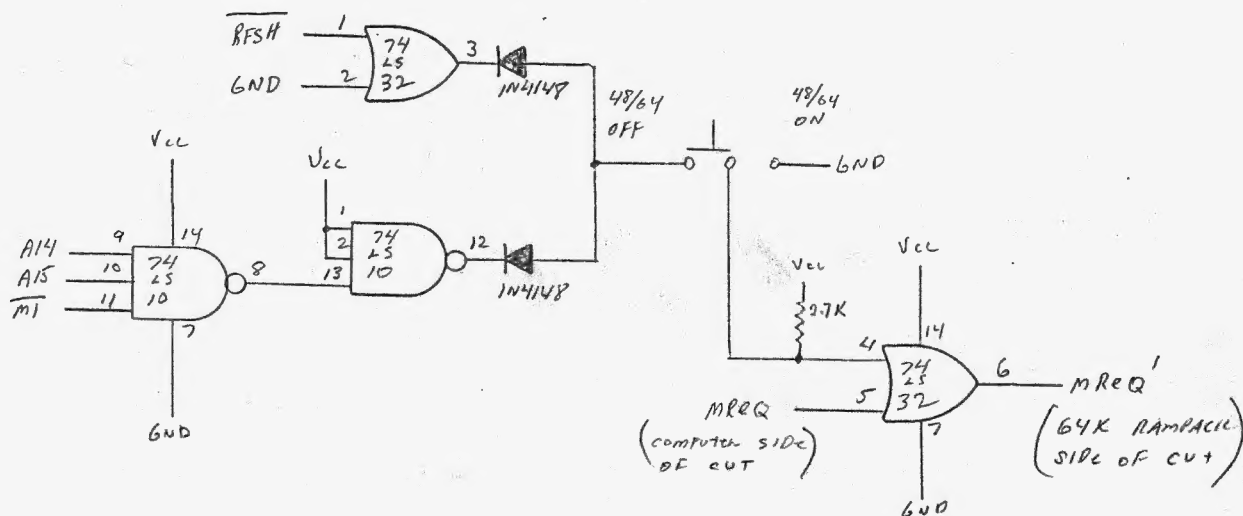 RFSH
1
74
LS
32
3
GND
2
1N4148
48/64
OFF
48/64
ON
GND
Vcc
Vcc
A14
9
14
A15
10
74
LS
10
8
M1
11
7
GND
1
2
74
LS
10
12
13
1N4148
Vcc
2.7K
Vcc
14
4
74
LS
32
6
MREQ'
MREQ
5
7
(COMPUTER SIDE
OF CUT)
(64K RAMPACK
SIDE OF CUT)
GND